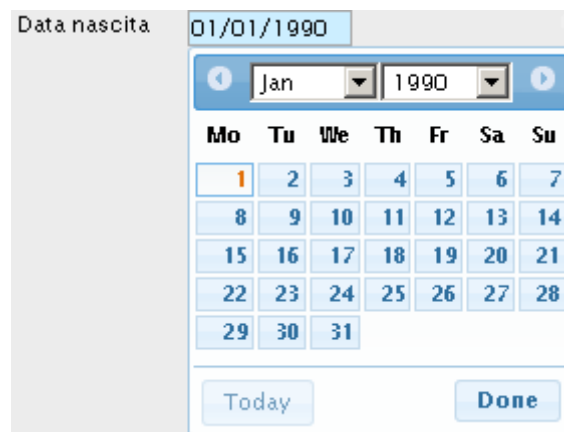 Data nascita 01/01/1990
Jan 1990
Mo Tu We Th Fr Sa Su
1 2 3 4 5 6 7
8 9 10 11 12 13 14
15 16 17 18 19 20 21
22 23 24 25 26 27 28
29 30 31
Today Done